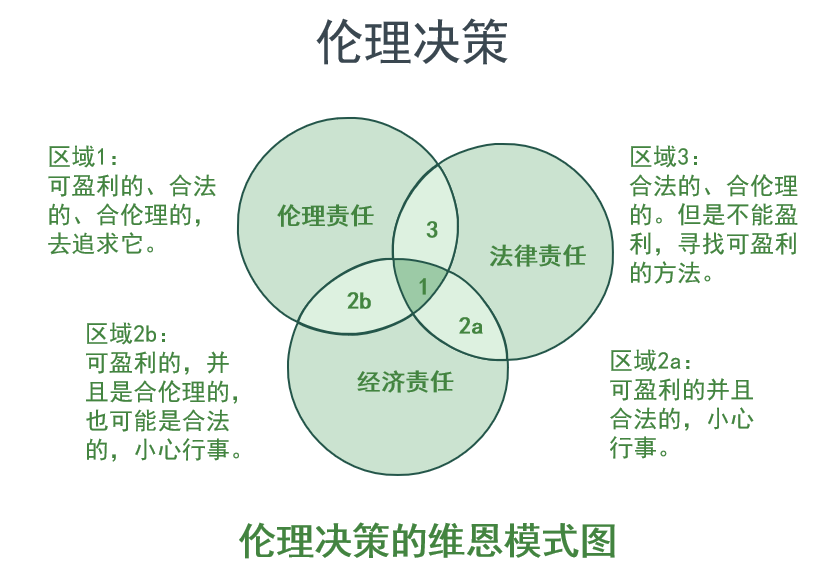 伦理决策
区域1：
可盈利的、合法
的、合伦理的，
去追求它。
区域3：
合法的、合伦理
的。但是不能盈
利，寻找可盈利
的方法。
伦理责任
3
法律责任
1
2b
2a
区域2b：
可盈利的，并
且是合伦理的，
也可能是合法
的，小心行事。
经济责任
区域2a：
可盈利的并且
合法的，小心
行事。
伦理决策的维恩模式图